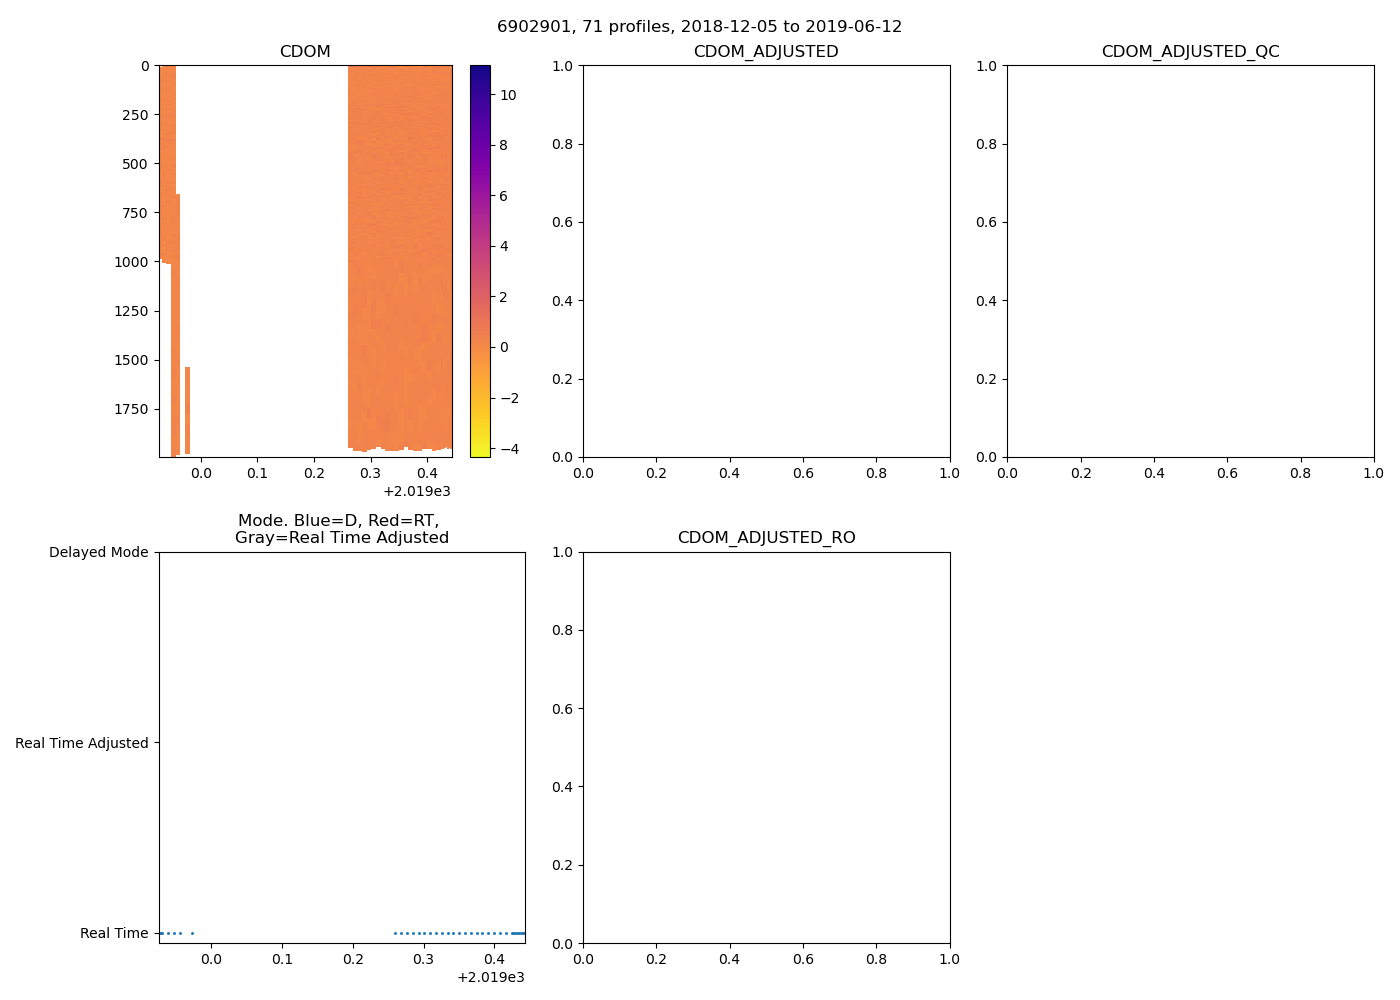 6902901, 71 profiles, 2018-12-05 to 2019-06-12
CDOM
0
250
500
750
1000
1250
1500
1750
0.0 0.1 0.2 0.3 0.4
+2.019e3
10
8
6
4
2
0
−2
−4
CDOM_ADJUSTED
1.0
0.8
0.6
0.4
0.2
0.0
0.0 0.2 0.4 0.6 0.8 1.0
CDOM_ADJUSTED_QC
1.0
0.8
0.6
0.4
0.2
0.0
0.0 0.2 0.4 0.6 0.8 1.0
Mode. Blue=D, Red=RT,
Gray=Real Time Adjusted
Delayed Mode
Real Time Adjusted
Real Time
0.0 0.1 0.2 0.3 0.4
+2.019e3
CDOM_ADJUSTED_RO
1.0
0.8
0.6
0.4
0.2
0.0
0.0 0.2 0.4 0.6 0.8 1.0